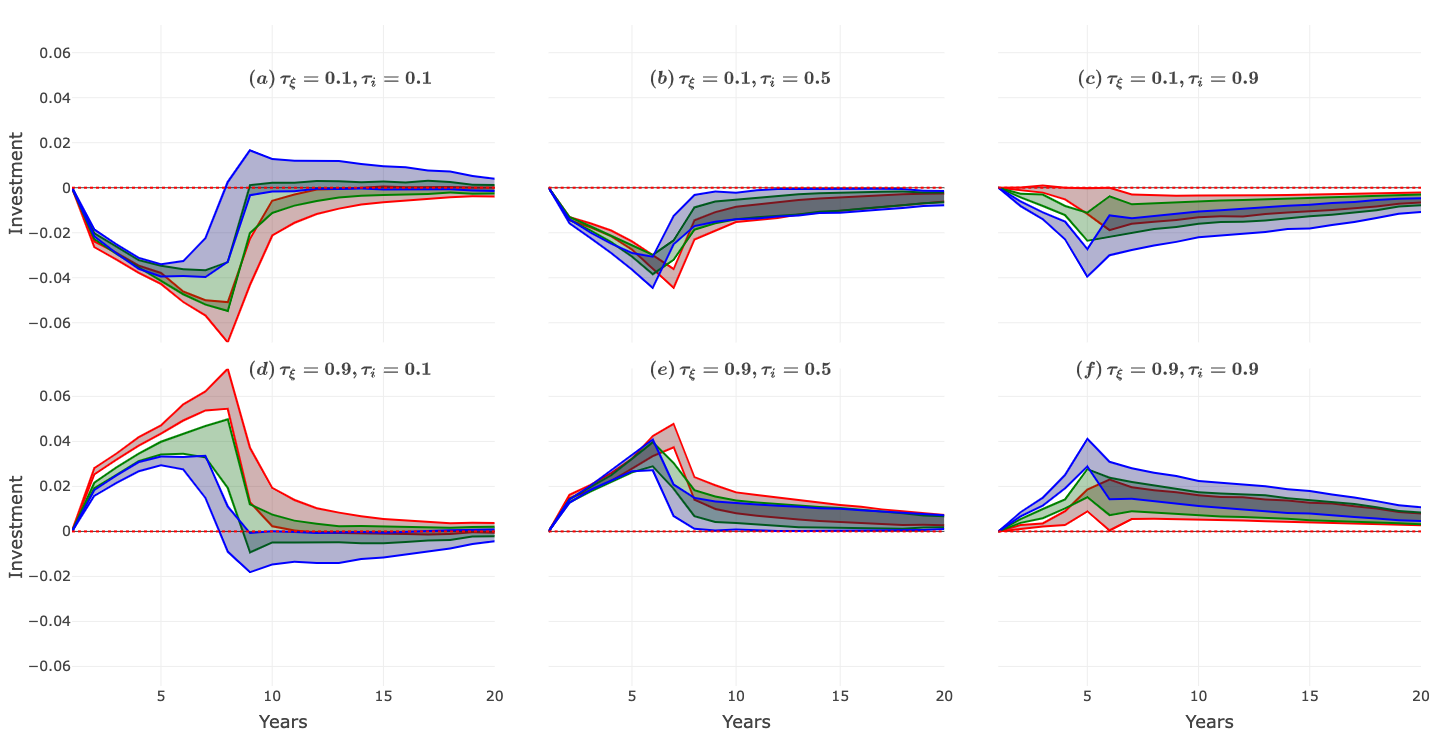 (a) τ_ξ = 0.1, τ_i = 0.1
(b) τ_ξ = 0.1, τ_i = 0.5
(c) τ_ξ = 0.1, τ_i = 0.9
Investment
0.06
0.04
0.02
0
−0.02
−0.04
−0.06
(d) τ_ξ = 0.9, τ_i = 0.1
(e) τ_ξ = 0.9, τ_i = 0.5
(f) τ_ξ = 0.9, τ_i = 0.9
Investment
0.06
0.04
0.02
0
−0.02
−0.04
−0.06
5 10 15 20
5 10 15 20
5 10 15 20
Years
Years
Years